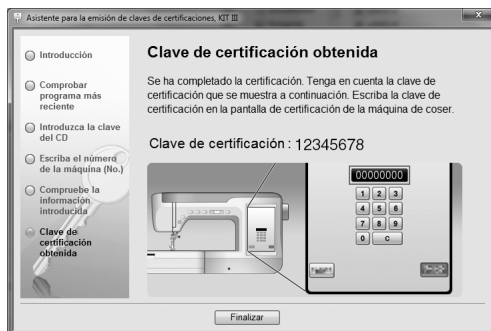 Asistente para la emisión de claves de certificaciones, KIT III
Introducción
Comprobar
programa más
reciente
Introduzca la clave
del CD
Escriba el número
de la máquina (No.)
Compruebe la
información
introducida
Clave de
certificación
obtenida
Clave de certificación obtenida
Se ha completado la certificación. Tenga en cuenta la clave de
certificación que se muestra a continuación. Escriba la clave de
certificación en la pantalla de certificación de la máquina de coser.
Clave de certificación : 12345678
00000000
1 2 3
4 5 6
7 8 9
0 C
Finalizar